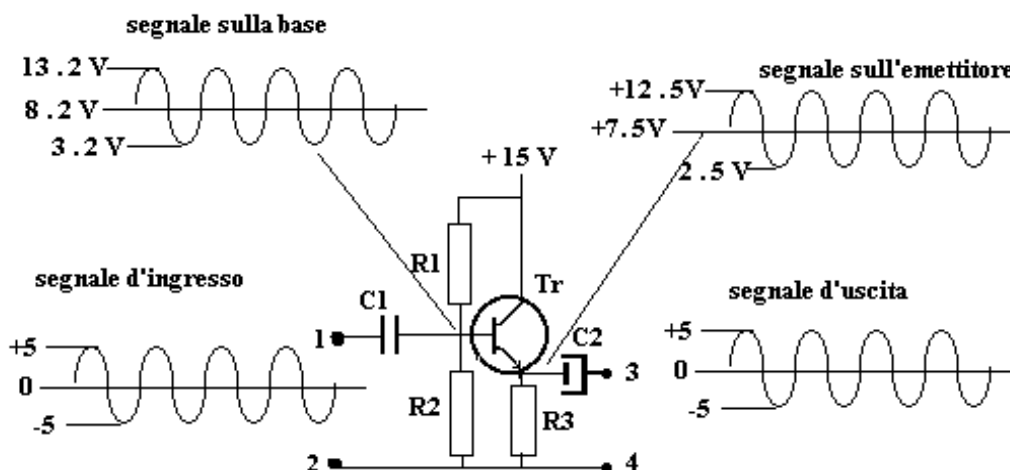 segnale sulla base
13.2 V
8.2 V
3.2 V
segnale sull'emettitore
+12.5V
+7.5V
2.5 V
+15 V
R1
Tr
segnale d'ingresso
C1
1
+5
0
-5
R2
2
C2
3
R3
4
segnale d'uscita
+5
0
-5